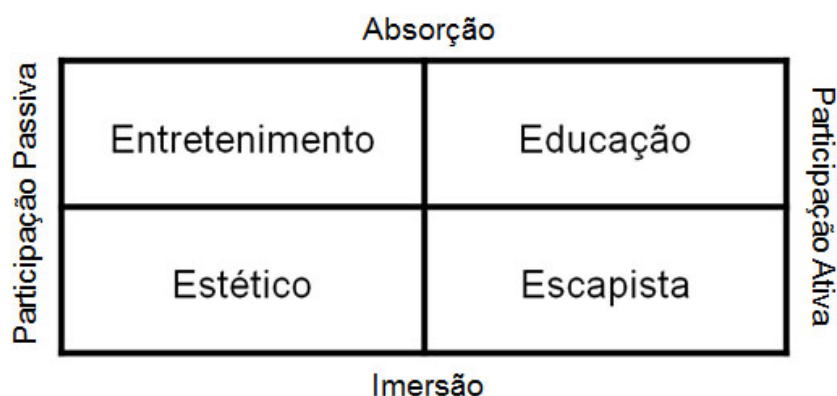 Absorção
Participação Passiva
Entretenimento
Educação
Participação Ativa
Estético
Escapista
Imersão